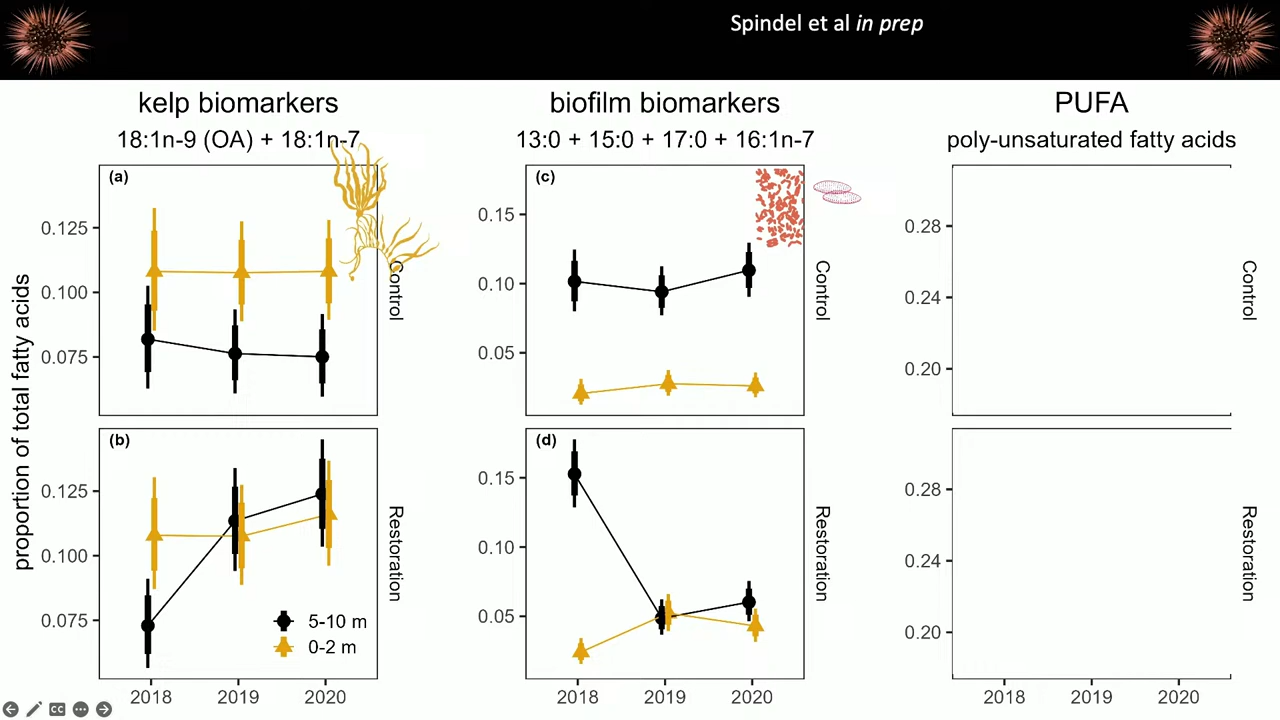 Spindel et al in prep
kelp biomarkers
18:1n-9 (OA) + 18:1n-7
biofilm biomarkers
13:0 + 15:0 + 17:0 + 16:1n-7
PUFA
poly-unsaturated fatty acids
proportion of total fatty acids
(a)
0.125
0.100
0.075
Control
(c)
0.15
0.10
0.05
Control
0.28
0.24
0.20
Control
(b)
0.125
0.100
0.075
5-10 m
0-2 m
Restoration
2018 2019 2020
(d)
0.15
0.10
0.05
Restoration
2018 2019 2020
0.28
0.24
0.20
Restoration
2018 2019 2020
CC